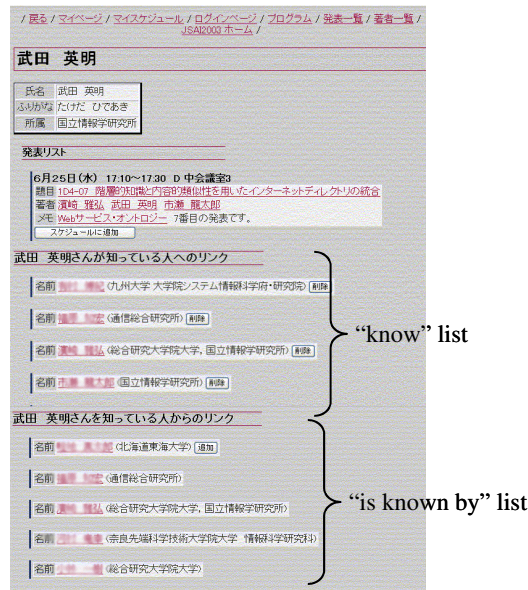 / 戻る / マイページ / マイスケジュール / ログインページ / プログラム / 発表一覧 / 著者一覧 /
JSAI2003 ホーム /
武田 英明
氏名 武田 英明
ふりがな たけだ ひであき
所属 国立情報学研究所
発表リスト
6月25日(水) 17:10～17:30 D 中会議室3
題目 1D4-07 階層的知識と内容的類似性を用いたインターネットディレクトリの統合
著者 濱崎 雅弘 武田 英明 市瀬 龍太郎
メモ Webサービス・オントロジー 7番目の発表です。
スケジュールに追加
武田 英明さんが知っている人へのリンク
名前 (九州大学 大学院システム情報科学府・研究院) 削除
名前 (通信総合研究所) 削除
“know” list
名前 (総合研究大学院大学, 国立情報学研究所) 削除
名前 (国立情報学研究所) 削除
武田 英明さんを知っている人からのリンク
名前 (北海道東海大学) 追加
名前 (通信総合研究所)
名前 (総合研究大学院大学, 国立情報学研究所)
“is known by” list
名前 (奈良先端科学技術大学院大学 情報科学研究科)
名前 (総合研究大学院大学)